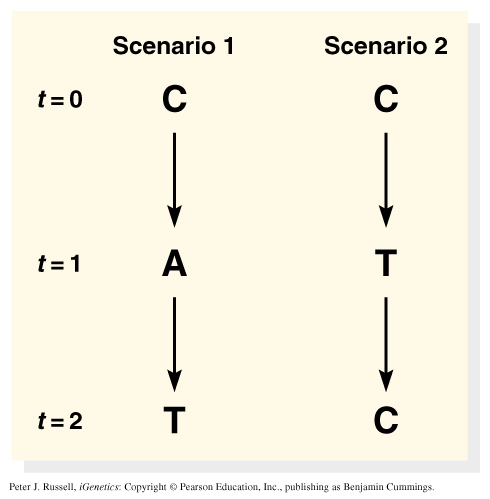 Scenario 1 Scenario 2
t = 0 C C
t = 1 A T
t = 2 T C
Peter J. Russell, iGenetics: Copyright © Pearson Education, Inc., publishing as Benjamin Cummings.